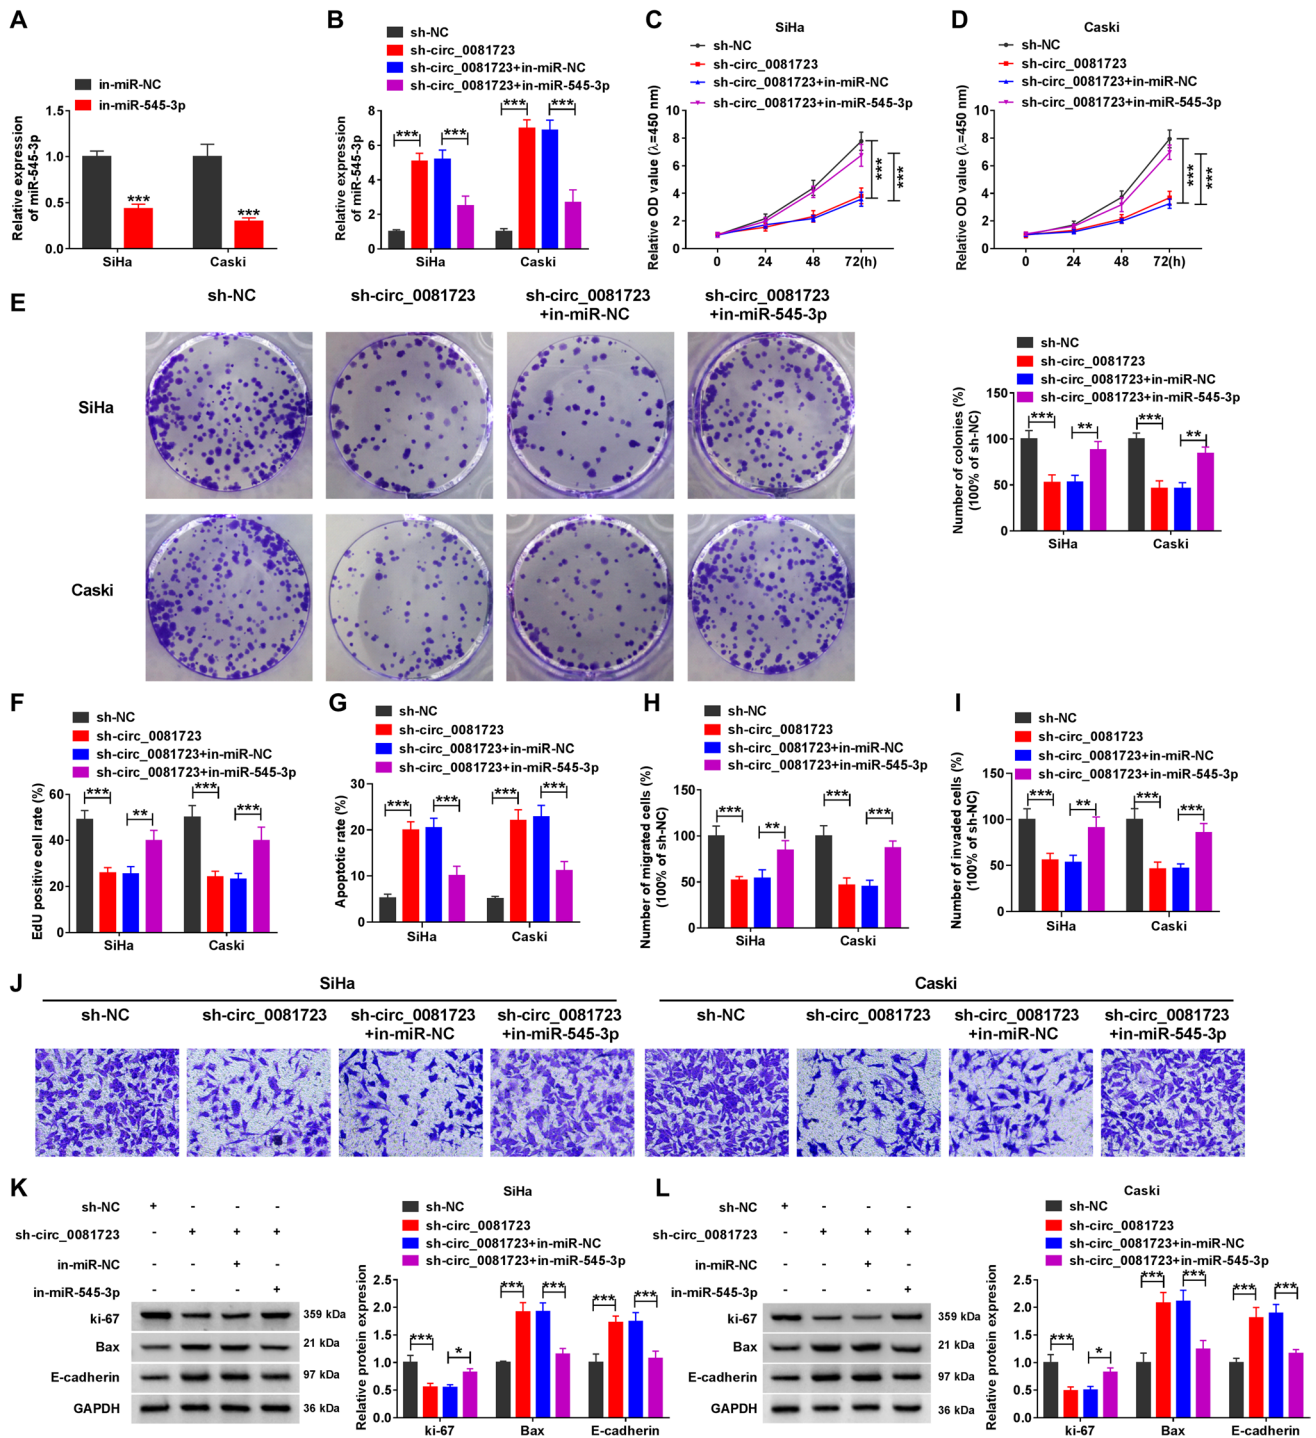 A
in-miR-NC
in-miR-545-3p
Relative expression
of miR-545-3p
1.5
1.0
0.5
0.0
***
***
SiHa
Caski
B
sh-NC
sh-circ_0081723
sh-circ_0081723+in-miR-NC
sh-circ_0081723+in-miR-545-3p
Relative expression
of miR-545-3p
8
6
4
2
0
***
***
***
***
SiHa
Caski
C
SiHa
sh-NC
sh-circ_0081723
sh-circ_0081723+in-miR-NC
sh-circ_0081723+in-miR-545-3p
Relative OD value (λ=450 nm)
10
8
6
4
2
0
***
***
0
24
48
72(h)
D
Caski
sh-NC
sh-circ_0081723
sh-circ_0081723+in-miR-NC
sh-circ_0081723+in-miR-545-3p
Relative OD value (λ=450 nm)
10
8
6
4
2
0
***
***
0
24
48
72(h)
E
sh-NC
sh-circ_0081723
sh-circ_0081723
+in-miR-NC
sh-circ_0081723
+in-miR-545-3p
SiHa
Caski
sh-NC
sh-circ_0081723
sh-circ_0081723+in-miR-NC
sh-circ_0081723+in-miR-545-3p
Number of colonies (%)
(100% of sh-NC)
150
100
50
0
***
**
***
**
SiHa
Caski
F
sh-NC
sh-circ_0081723
sh-circ_0081723+in-miR-NC
sh-circ_0081723+in-miR-545-3p
EdU positive cell rate (%)
60
40
20
0
***
**
***
***
SiHa
Caski
G
sh-NC
sh-circ_0081723
sh-circ_0081723+in-miR-NC
sh-circ_0081723+in-miR-545-3p
Apoptotic rate (%)
30
20
10
0
***
***
***
***
SiHa
Caski
H
sh-NC
sh-circ_0081723
sh-circ_0081723+in-miR-NC
sh-circ_0081723+in-miR-545-3p
Number of migrated cells (%)
(100% of sh-NC)
150
100
50
0
***
**
***
***
SiHa
Caski
I
sh-NC
sh-circ_0081723
sh-circ_0081723+in-miR-NC
sh-circ_0081723+in-miR-545-3p
Number of invaded cells (%)
(100% of sh-NC)
150
100
50
0
***
**
***
***
SiHa
Caski
J
SiHa
Caski
sh-NC
sh-circ_0081723
sh-circ_0081723
+in-miR-NC
sh-circ_0081723
+in-miR-545-3p
sh-NC
sh-circ_0081723
sh-circ_0081723
+in-miR-NC
sh-circ_0081723
+in-miR-545-3p
K
sh-NC + - - -
sh-circ_0081723 - + + +
in-miR-NC - - + -
in-miR-545-3p - - - +
ki-67 359 kDa
Bax 21 kDa
E-cadherin 97 kDa
GAPDH 36 kDa
SiHa
sh-NC
sh-circ_0081723
sh-circ_0081723+in-miR-NC
sh-circ_0081723+in-miR-545-3p
Relative protein expresion
2.5
2.0
1.5
1.0
0.5
0.0
***
*
***
***
***
***
ki-67
Bax
E-cadherin
L
sh-NC + - - -
sh-circ_0081723 - + + +
in-miR-NC - - + -
in-miR-545-3p - - - +
ki-67 359 kDa
Bax 21 kDa
E-cadherin 97 kDa
GAPDH 36 kDa
Caski
sh-NC
sh-circ_0081723
sh-circ_0081723+in-miR-NC
sh-circ_0081723+in-miR-545-3p
Relative protein expresion
2.5
2.0
1.5
1.0
0.5
0.0
***
*
***
***
***
***
ki-67
Bax
E-cadherin